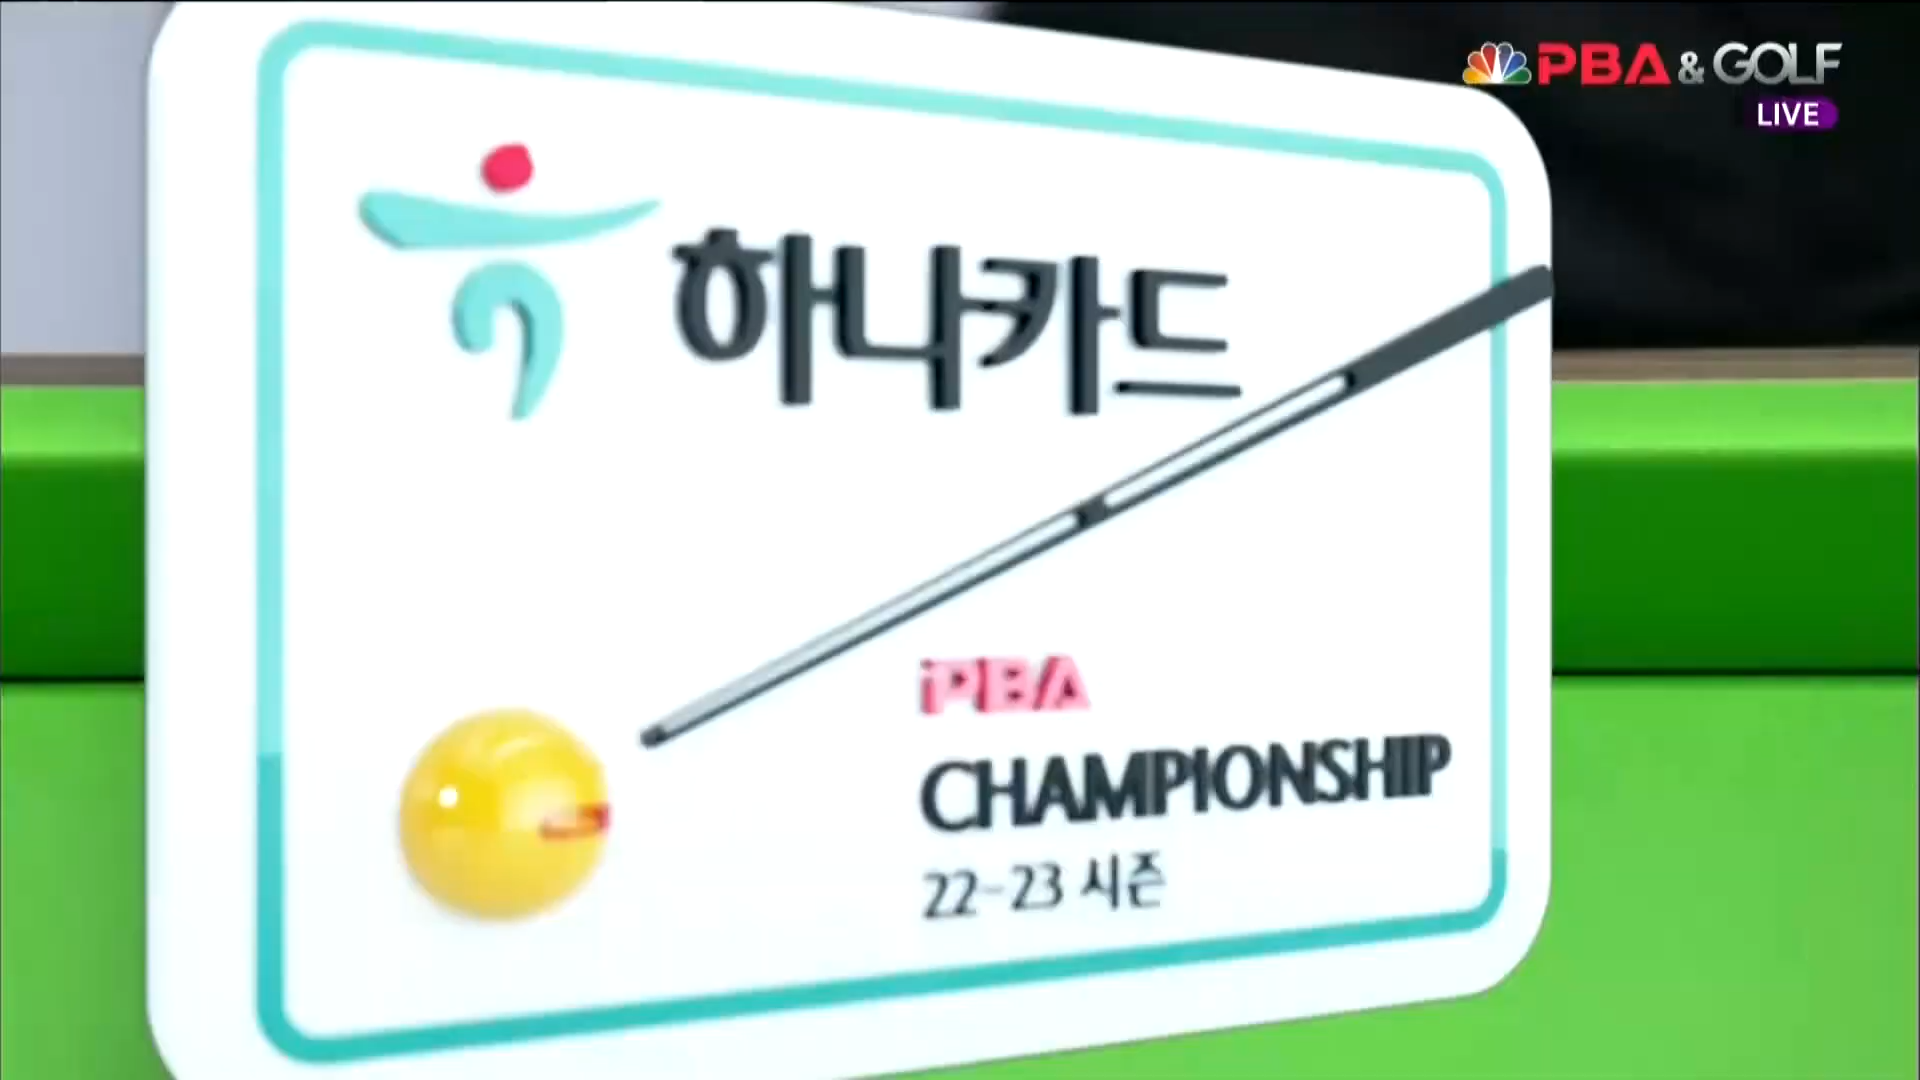 PBA & GOLF
LIVE
하나카드
PBA
CHAMPIONSHIP
22-23 시즌